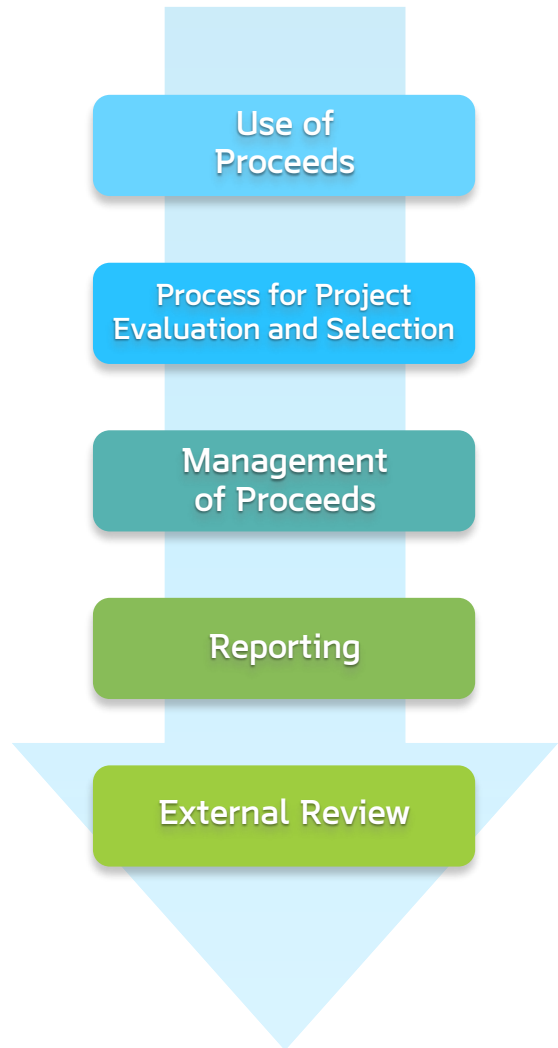 Use of
Proceeds
Process for Project
Evaluation and Selection
Management
of Proceeds
Reporting
External Review